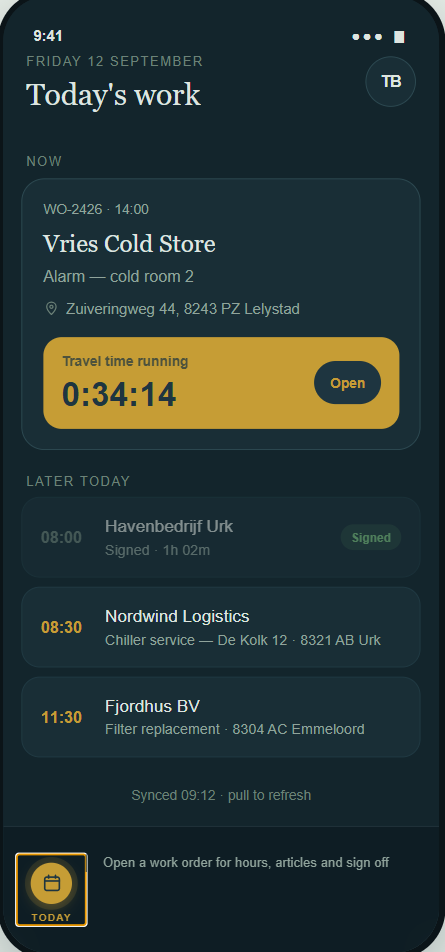 9:41
FRIDAY 12 SEPTEMBER
Today's work
TB
NOW
WO-2426 · 14:00
Vries Cold Store
Alarm — cold room 2
Zuiveringweg 44, 8243 PZ Lelystad
Travel time running
0:34:14
Open
LATER TODAY
08:00
Havenbedrijf Urk
Signed · 1h 02m
Signed
08:30
Nordwind Logistics
Chiller service — De Kolk 12 · 8321 AB Urk
11:30
Fjordhus BV
Filter replacement · 8304 AC Emmeloord
Synced 09:12 · pull to refresh
TODAY
Open a work order for hours, articles and sign off